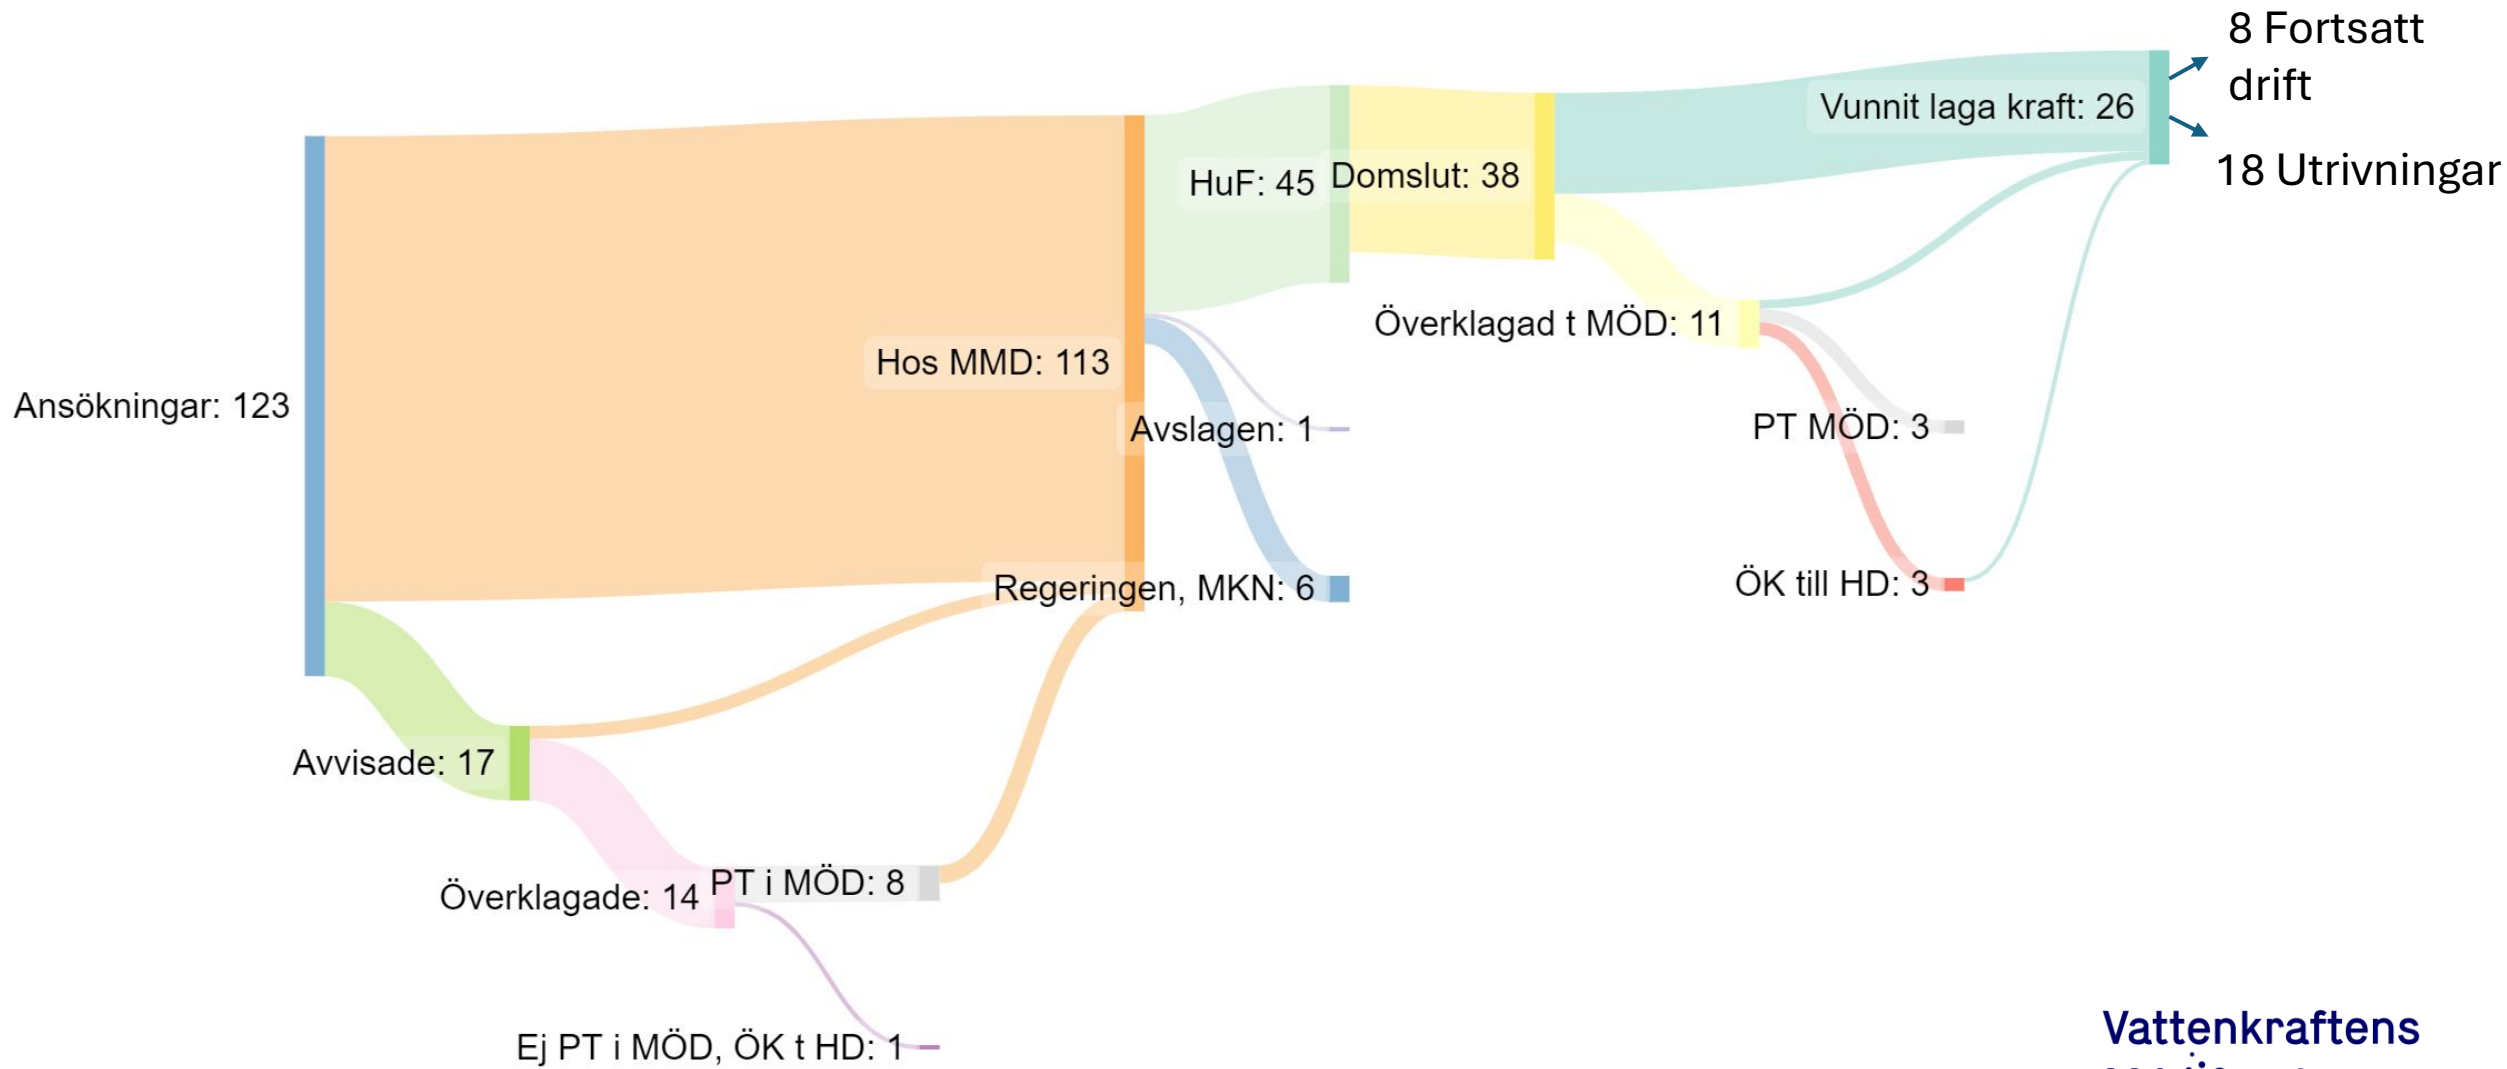 8 Fortsatt
drift
Vunnit laga kraft: 26
18 Utrivningar
HuF: 45
Domslut: 38
Överklagad t MÖD: 11
Hos MMD: 113
Ansökningar: 123
Avslagen: 1
PT MÖD: 3
Regeringen, MKN: 6
ÖK till HD: 3
Avvisade: 17
Överklagade: 14
PT i MÖD: 8
Ej PT i MÖD, ÖK t HD: 1
Vattenkraftens